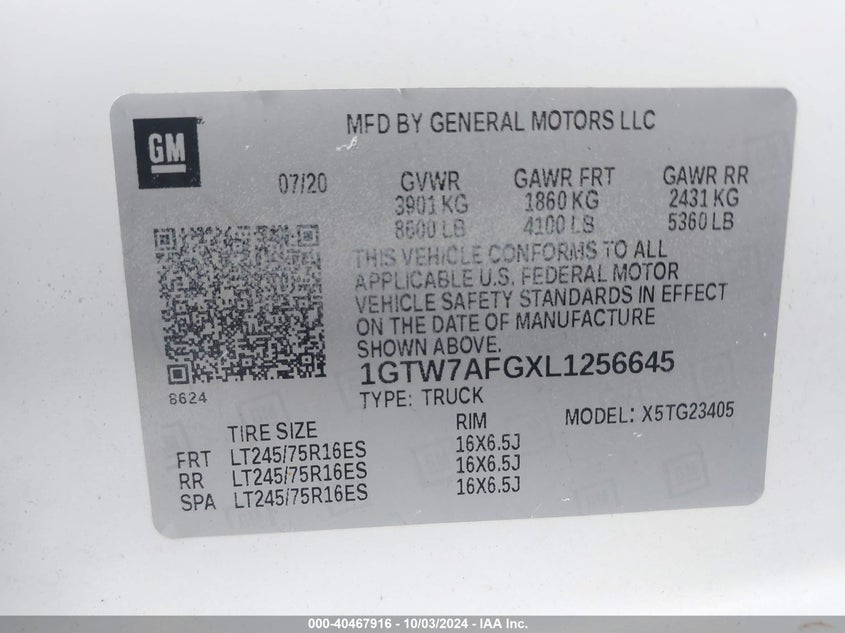 GM
MFD BY GENERAL MOTORS LLC
07/20 GVWR GAWR FRT GAWR RR
3901 KG 1860 KG 2431 KG
8600 LB 4100 LB 5360 LB
THIS VEHICLE CONFORMS TO ALL
APPLICABLE U.S. FEDERAL MOTOR
VEHICLE SAFETY STANDARDS IN EFFECT
ON THE DATE OF MANUFACTURE
SHOWN ABOVE.
8624
1GTW7AFGXL1256645
TYPE: TRUCK
MODEL: X5TG23405
TIRE SIZE RIM
FRT LT245/75R16ES 16X6.5J
RR LT245/75R16ES 16X6.5J
SPA LT245/75R16ES 16X6.5J
000-40467916 - 10/03/2024 - IAA Inc.